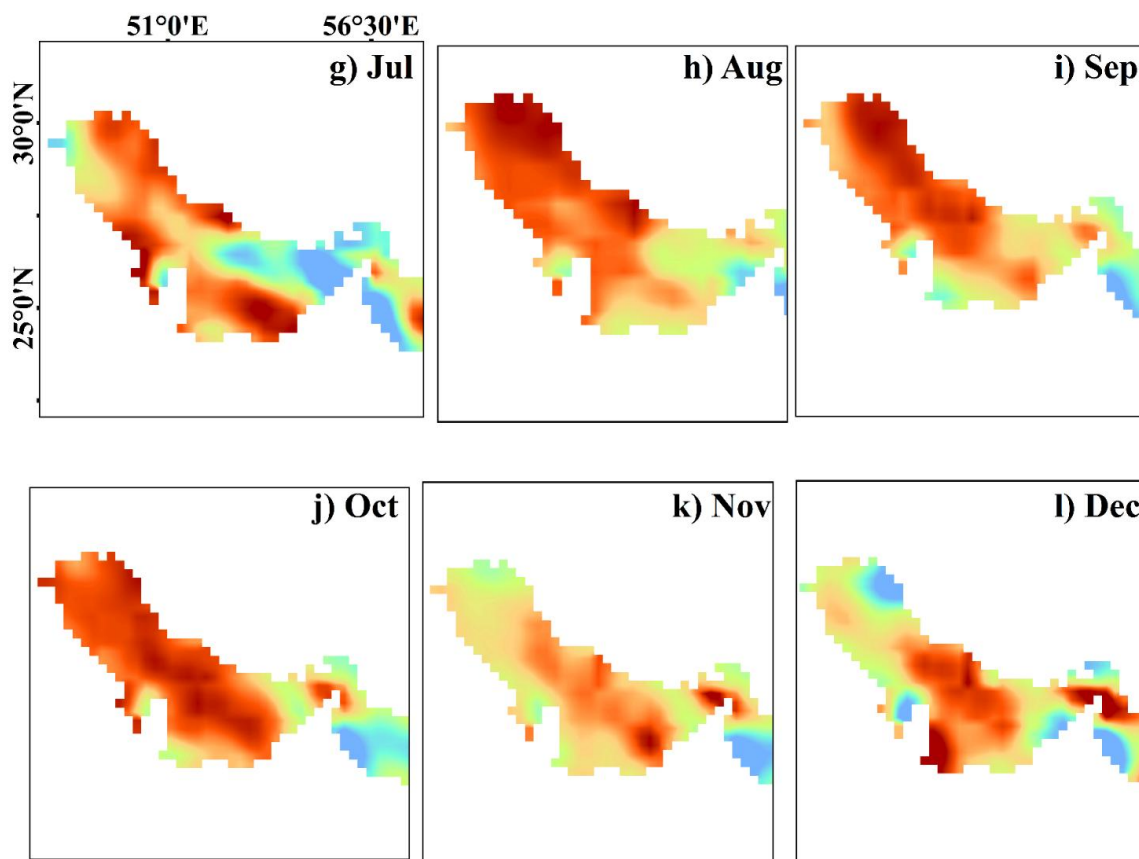 51°0'E 56°30'E
g) Jul h) Aug i) Sep
30°0'N
25°0'N
j) Oct k) Nov l) Dec